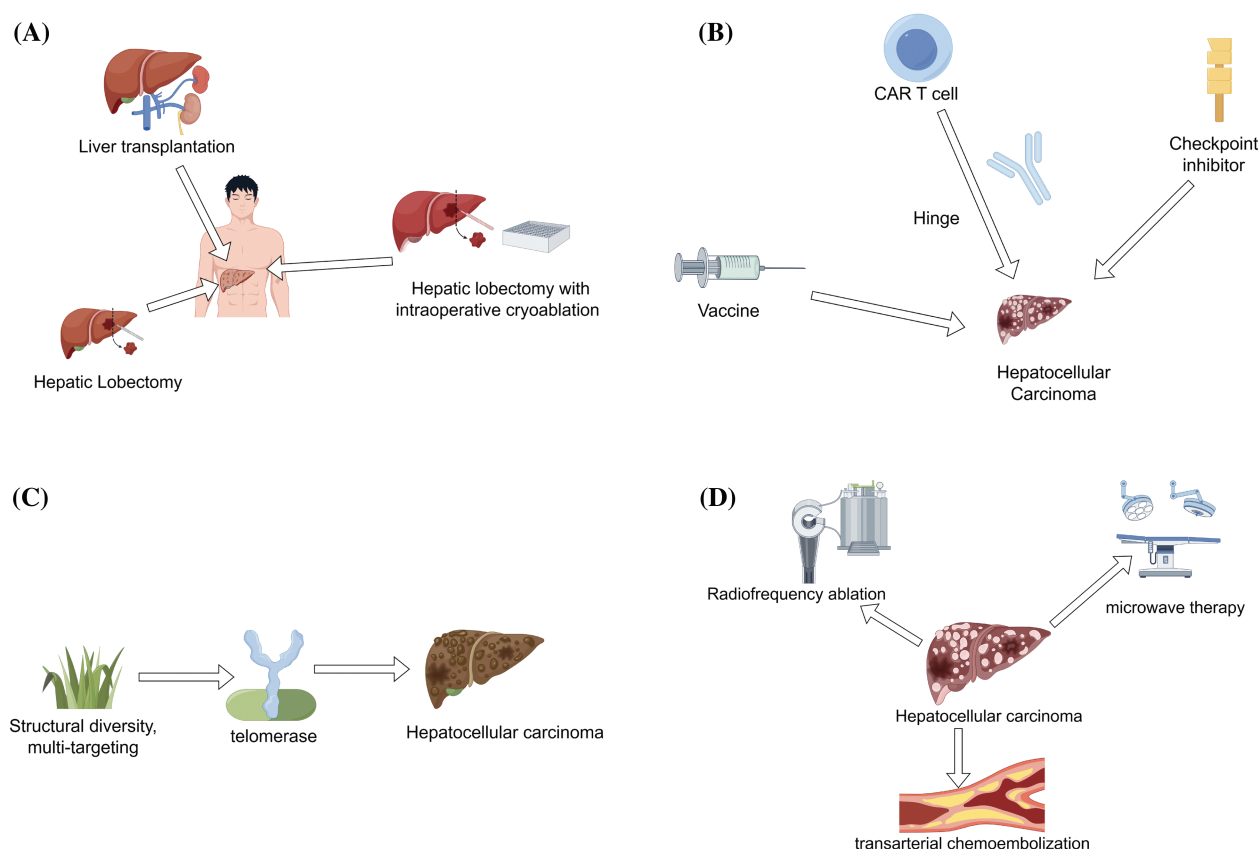 (A)
Liver transplantation
Hepatic lobectomy with
intraoperative cryoablation
Hepatic Lobectomy
(B)
CAR T cell
Checkpoint
inhibitor
Hinge
Vaccine
Hepatocellular
Carcinoma
(C)
Structural diversity,
multi-targeting
telomerase
Hepatocellular carcinoma
(D)
Radiofrequency ablation
microwave therapy
Hepatocellular carcinoma
transarterial chemoembolization